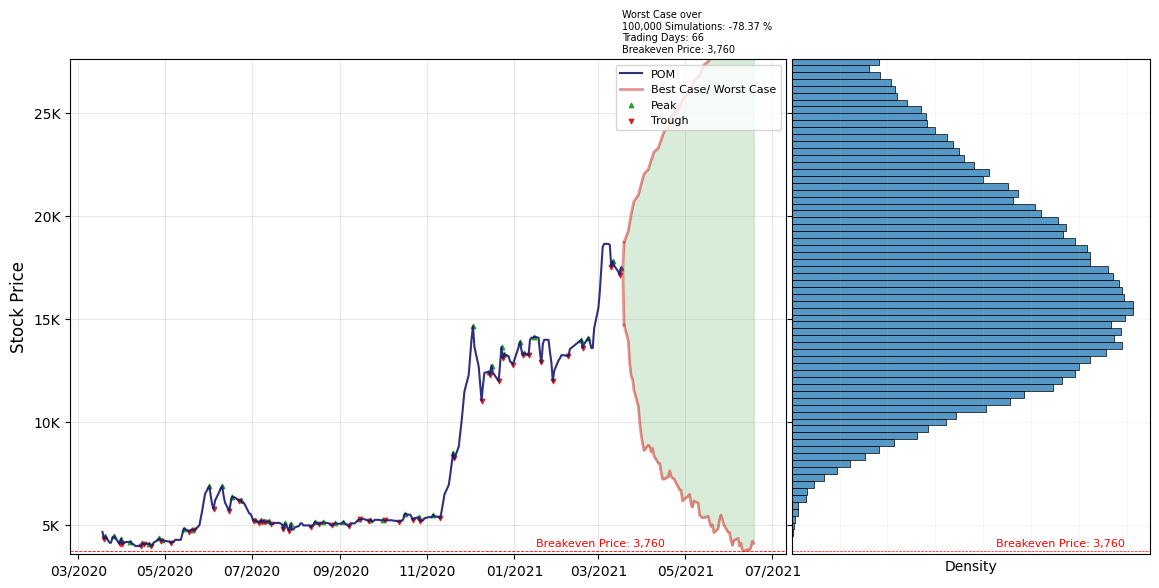 Worst Case over
100,000 Simulations: -78.37 %
Trading Days: 66
Breakeven Price: 3,760
POM
Best Case/ Worst Case
Peak
Trough
Stock Price
25K
20K
15K
10K
5K
Breakeven Price: 3,760
Breakeven Price: 3,760
03/2020
05/2020
07/2020
09/2020
11/2020
01/2021
03/2021
05/2021
07/2021
Density